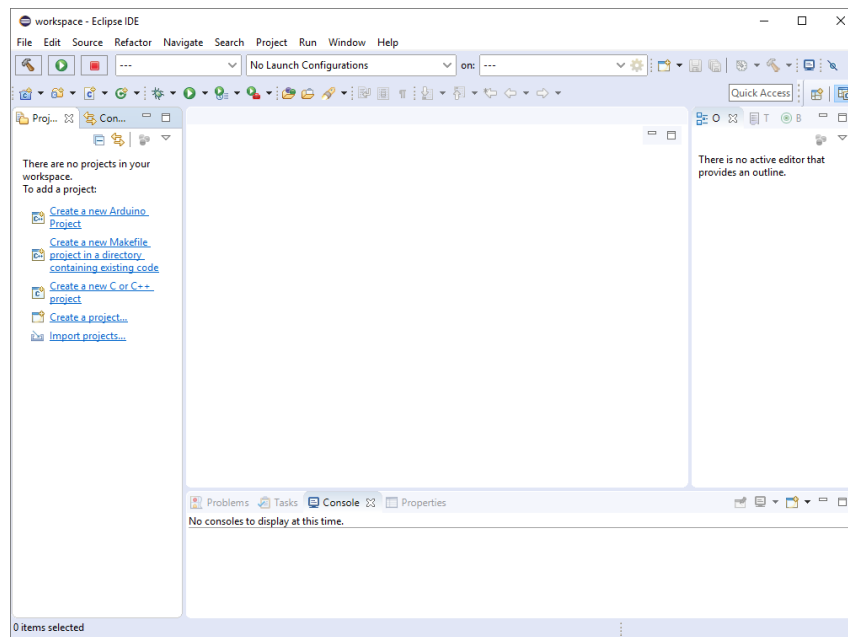 workspace - Eclipse IDE
File Edit Source Refactor Navigate Search Project Run Window Help
--- No Launch Configurations on: ---
Quick Access
Proj... Con... O T B
There are no projects in your
workspace.
To add a project:
Create a new Arduino
Project
Create a new Makefile
project in a directory
containing existing code
Create a new C or C++
project
Create a project...
Import projects...
There is no active editor that
provides an outline.
Problems Tasks Console Properties
No consoles to display at this time.
0 items selected